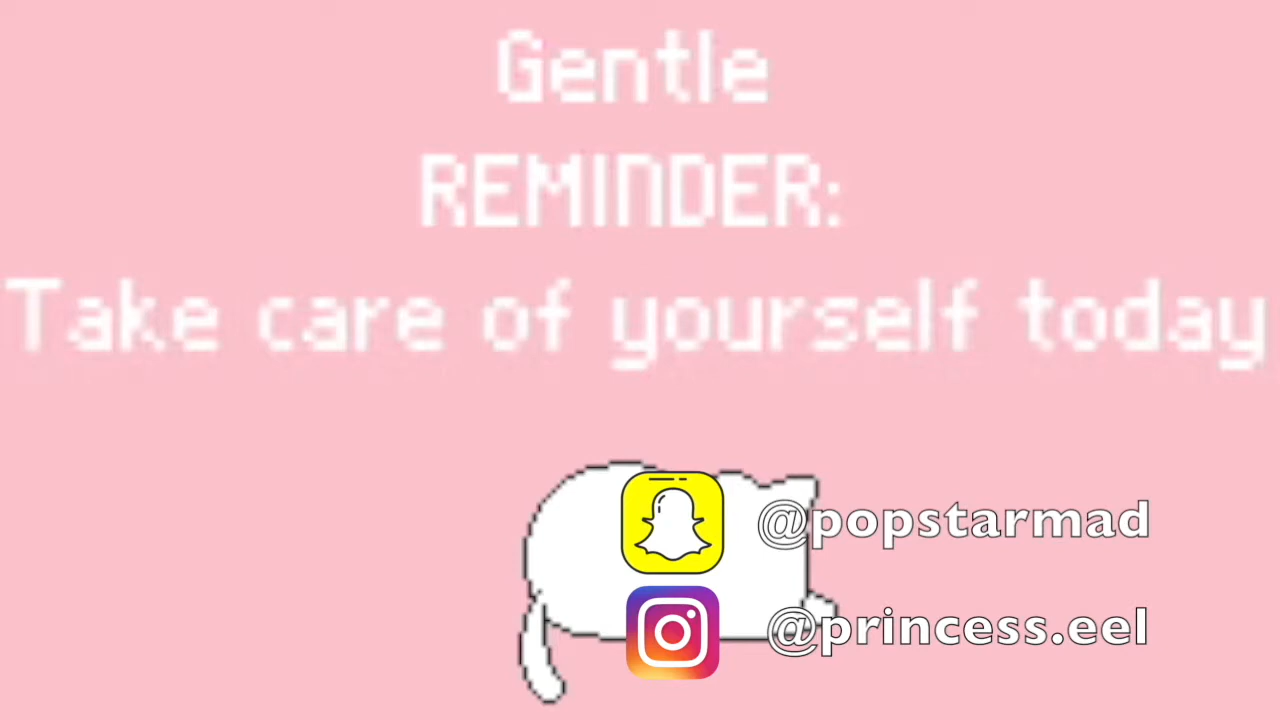 Gentle
REMINDER:
Take care of yourself today
@popstarmad
@princess.eel